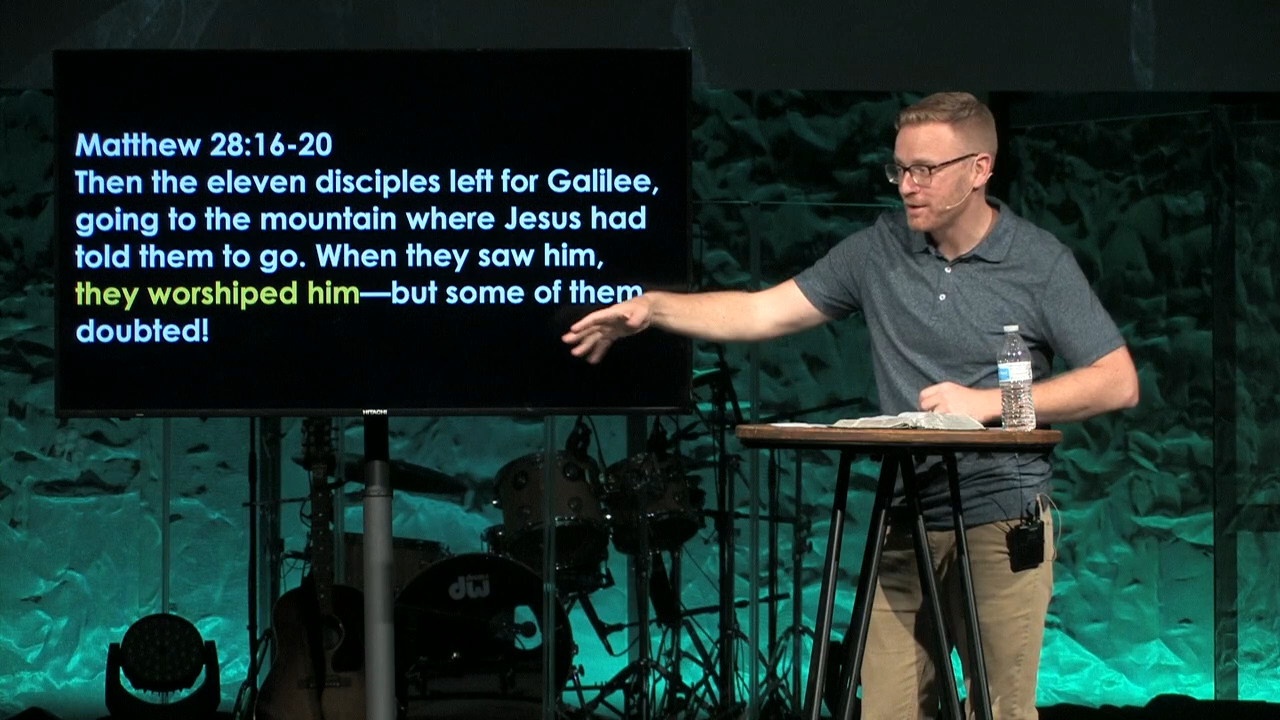 Matthew 28:16-20
Then the eleven disciples left for Galilee,
going to the mountain where Jesus had
told them to go. When they saw him,
they worshiped him—but some of them
doubted!
HITACHI
dw